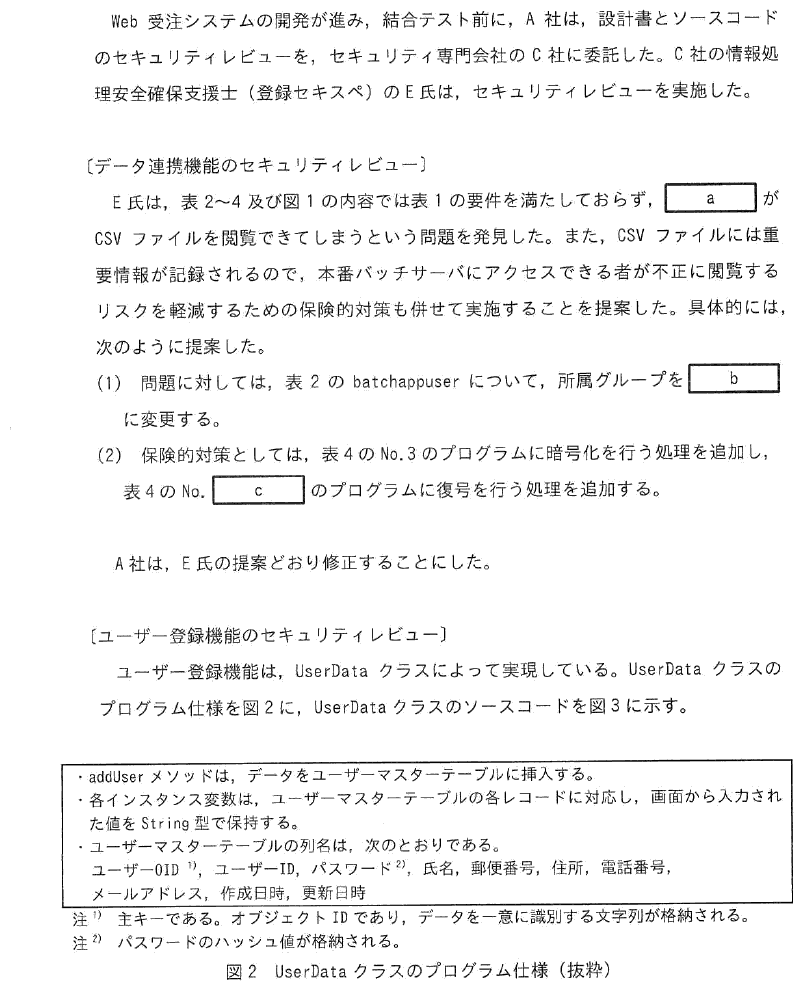 Web 受注システムの開発が進み，結合テスト前に，A 社は，設計書とソースコード
のセキュリティレビューを，セキュリティ専門会社の C 社に委託した。C 社の情報処
理安全確保支援士（登録セキスペ）の E 氏は，セキュリティレビューを実施した。
〔データ連携機能のセキュリティレビュー〕
E 氏は，表 2～4 及び図 1 の内容では表 1 の要件を満たしておらず， a が
CSV ファイルを閲覧できてしまうという問題を発見した。また，CSV ファイルには重
要情報が記録されるので，本番バッチサーバにアクセスできる者が不正に閲覧する
リスクを軽減するための保険的対策も併せて実施することを提案した。具体的には，
次のように提案した。
(1) 問題に対しては，表 2 の batchappuser について，所属グループを b
に変更する。
(2) 保険的対策としては，表 4 の No.3 のプログラムに暗号化を行う処理を追加し，
表 4 の No. c のプログラムに復号を行う処理を追加する。
A 社は，E 氏の提案どおり修正することにした。
〔ユーザー登録機能のセキュリティレビュー〕
ユーザー登録機能は，UserData クラスによって実現している。UserData クラスの
プログラム仕様を図 2 に，UserData クラスのソースコードを図 3 に示す。
・addUser メソッドは，データをユーザーマスターテーブルに挿入する。
・各インスタンス変数は，ユーザーマスターテーブルの各レコードに対応し，画面から入力され
た値を String 型で保持する。
・ユーザーマスターテーブルの列名は，次のとおりである。
ユーザーOID 1)，ユーザーID，パスワード 2)，氏名，郵便番号，住所，電話番号，
メールアドレス，作成日時，更新日時
注 1) 主キーである。オブジェクト ID であり，データを一意に識別する文字列が格納される。
注 2) パスワードのハッシュ値が格納される。
図 2 UserData クラスのプログラム仕様（抜粋）